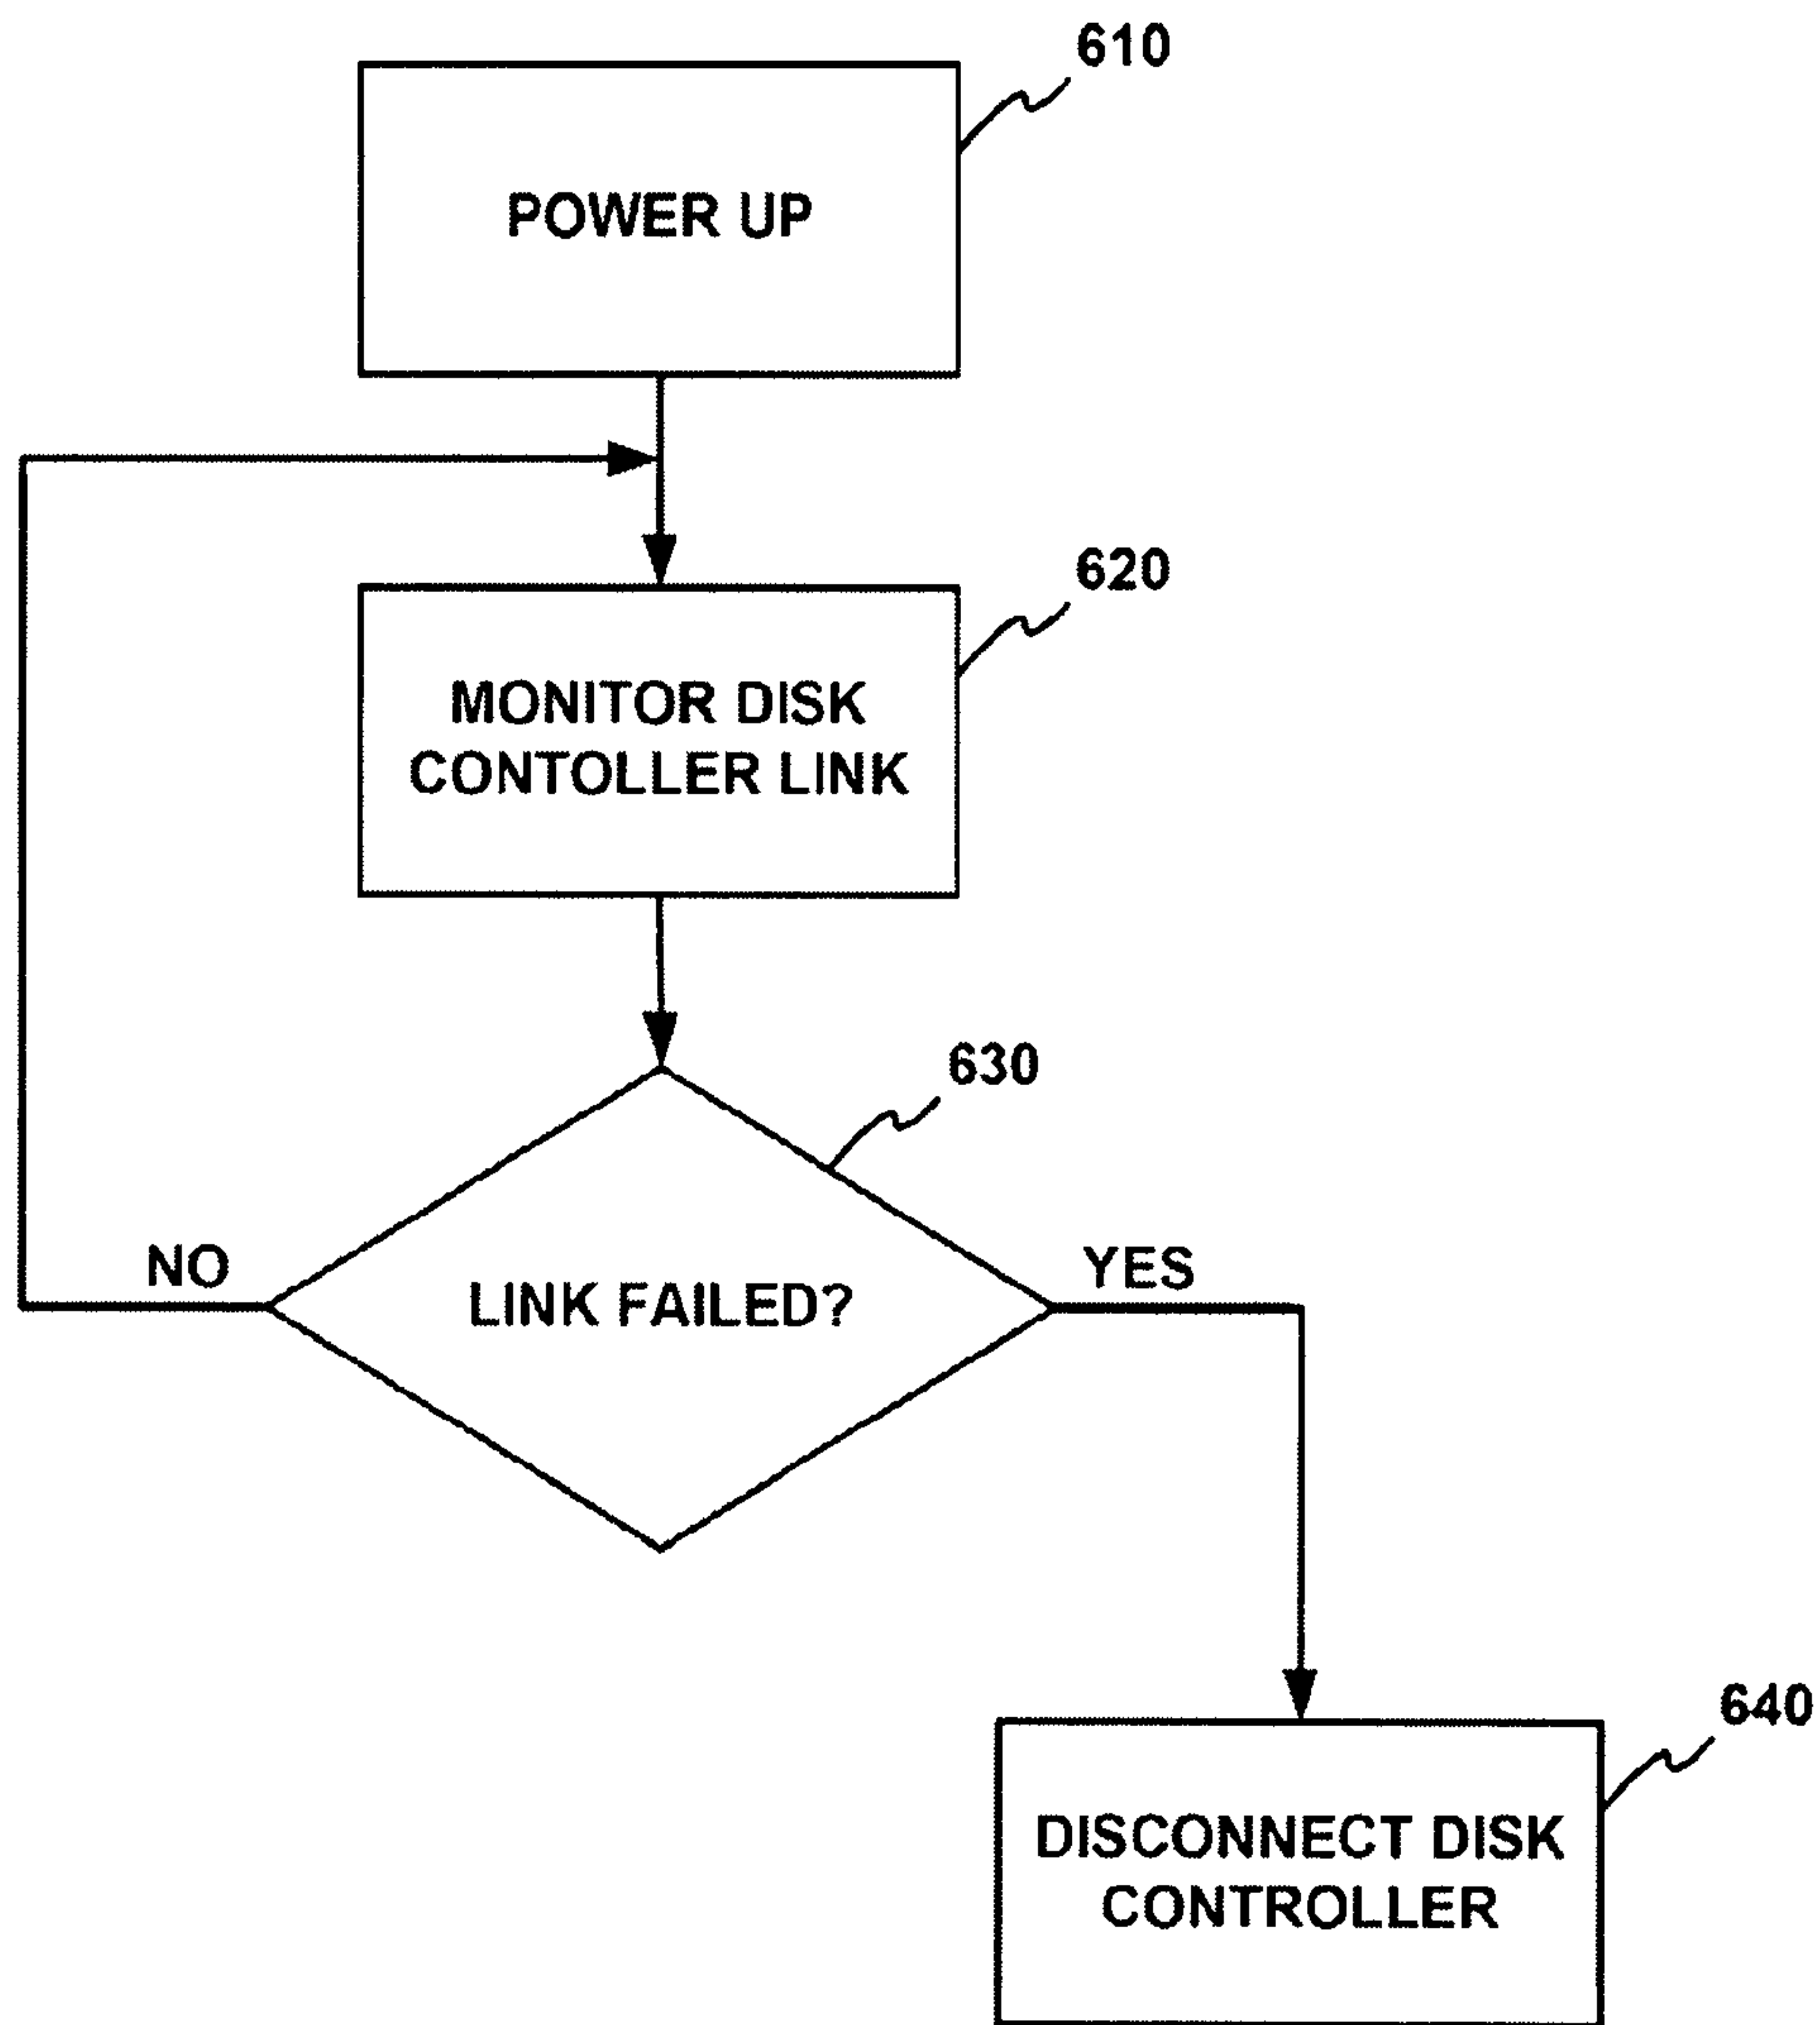 610
POWER UP
620
MONITOR DISK
CONTOLLER LINK
630
NO
YES
LINK FAILED?
640
DISCONNECT DISK
CONTROLLER